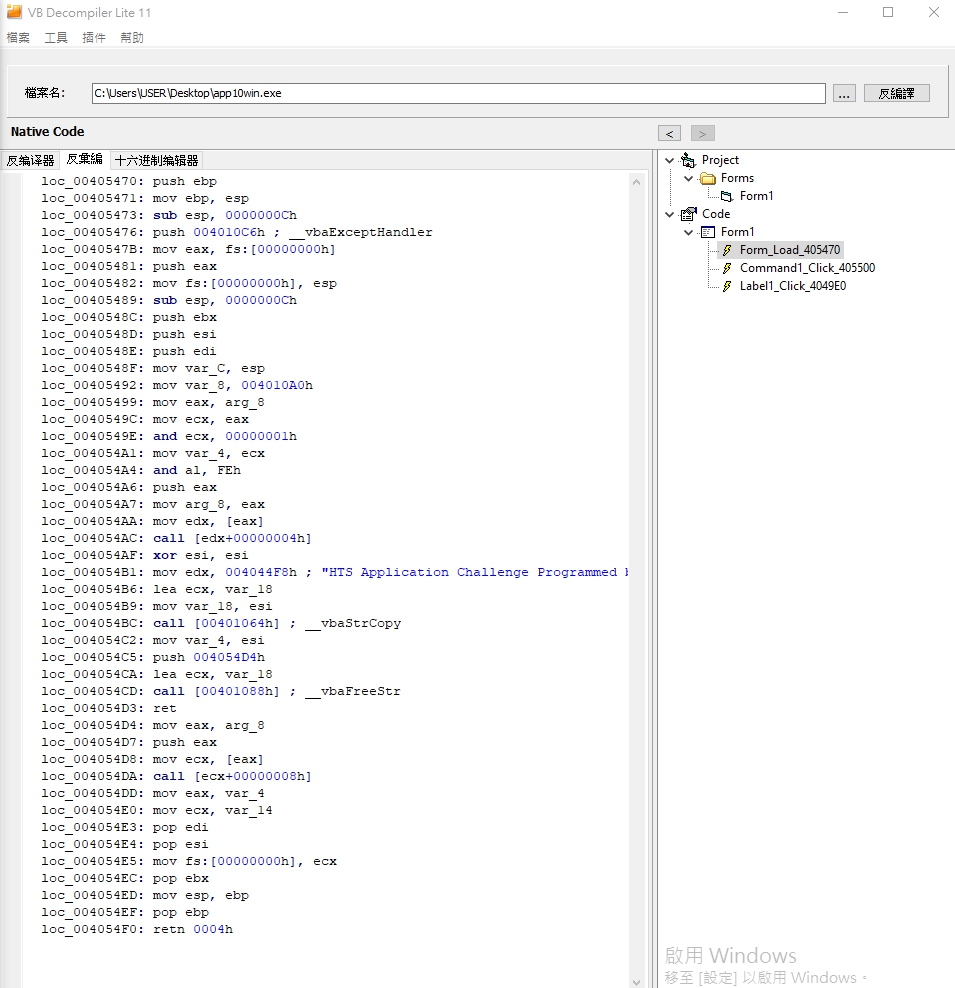 VB Decompiler Lite 11
檔案 工具 插件 幫助
檔案名: C:\Users\USER\Desktop\app10win.exe ... 反編譯
Native Code < >
反编译器 反彙編 十六进制编辑器
loc_00405470: push ebp
loc_00405471: mov ebp, esp
loc_00405473: sub esp, 0000000Ch
loc_00405476: push 004010C6h ; __vbaExceptHandler
loc_0040547B: mov eax, fs:[00000000h]
loc_00405481: push eax
loc_00405482: mov fs:[00000000h], esp
loc_00405489: sub esp, 0000000Ch
loc_0040548C: push ebx
loc_0040548D: push esi
loc_0040548E: push edi
loc_0040548F: mov var_C, esp
loc_00405492: mov var_8, 004010A0h
loc_00405499: mov eax, arg_8
loc_0040549C: mov ecx, eax
loc_0040549E: and ecx, 00000001h
loc_004054A1: mov var_4, ecx
loc_004054A4: and al, FEh
loc_004054A6: push eax
loc_004054A7: mov arg_8, eax
loc_004054AA: mov edx, [eax]
loc_004054AC: call [edx+00000004h]
loc_004054AF: xor esi, esi
loc_004054B1: mov edx, 004044F8h ; "HTS Application Challenge Programmed
loc_004054B6: lea ecx, var_18
loc_004054B9: mov var_18, esi
loc_004054BC: call [00401064h] ; __vbaStrCopy
loc_004054C2: mov var_4, esi
loc_004054C5: push 004054D4h
loc_004054CA: lea ecx, var_18
loc_004054CD: call [00401088h] ; __vbaFreeStr
loc_004054D3: ret
loc_004054D4: mov eax, arg_8
loc_004054D7: push eax
loc_004054D8: mov ecx, [eax]
loc_004054DA: call [ecx+00000008h]
loc_004054DD: mov eax, var_4
loc_004054E0: mov ecx, var_14
loc_004054E3: pop edi
loc_004054E4: pop esi
loc_004054E5: mov fs:[00000000h], ecx
loc_004054EC: pop ebx
loc_004054ED: mov esp, ebp
loc_004054EF: pop ebp
loc_004054F0: retn 0004h
Project
Forms
Form1
Code
Form1
Form_Load_405470
Command1_Click_405500
Label1_Click_4049E0
啟用 Windows
移至 [設定] 以啟用 Windows。